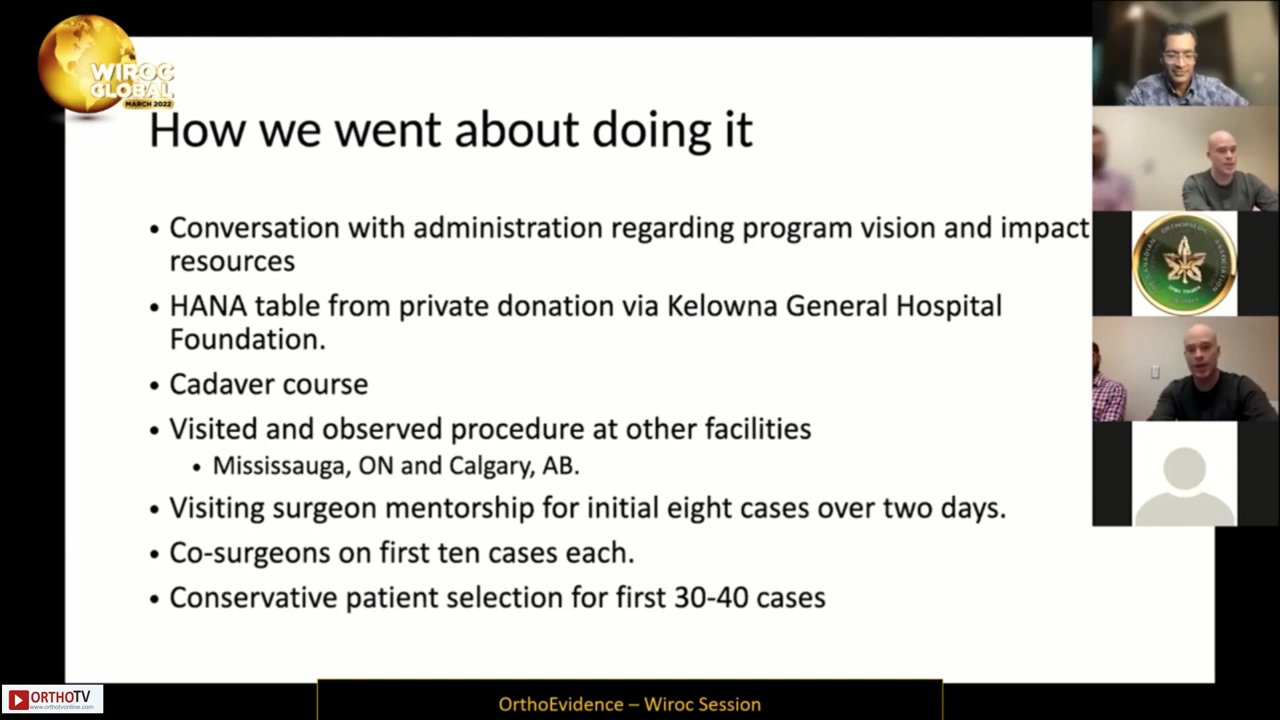 WIROC
GLOBAL
MARCH 2022
How we went about doing it
• Conversation with administration regarding program vision and impact
resources
• HANA table from private donation via Kelowna General Hospital
Foundation.
• Cadaver course
• Visited and observed procedure at other facilities
• Mississauga, ON and Calgary, AB.
• Visiting surgeon mentorship for initial eight cases over two days.
• Co-surgeons on first ten cases each.
• Conservative patient selection for first 30-40 cases
ORTHOTV
www.orthotvonline.com
OrthoEvidence – Wiroc Session